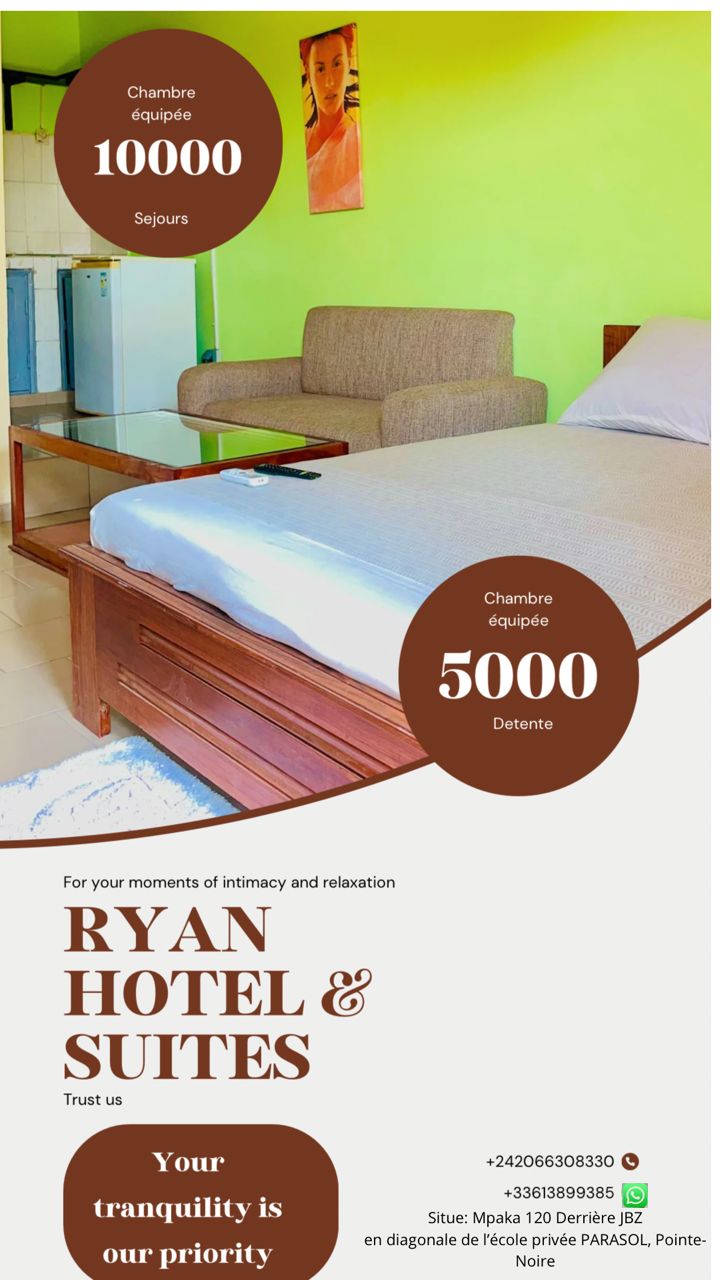 Chambre
équipée
10000
Sejours
Chambre
équipée
5000
Detente
For your moments of intimacy and relaxation
RYAN
HOTEL &
SUITES
Trust us
Your
tranquility is
our priority
+242066308330
+33613899385
Situe: Mpaka 120 Derrière JBZ
en diagonale de l'école privée PARASOL, Pointe-
Noire